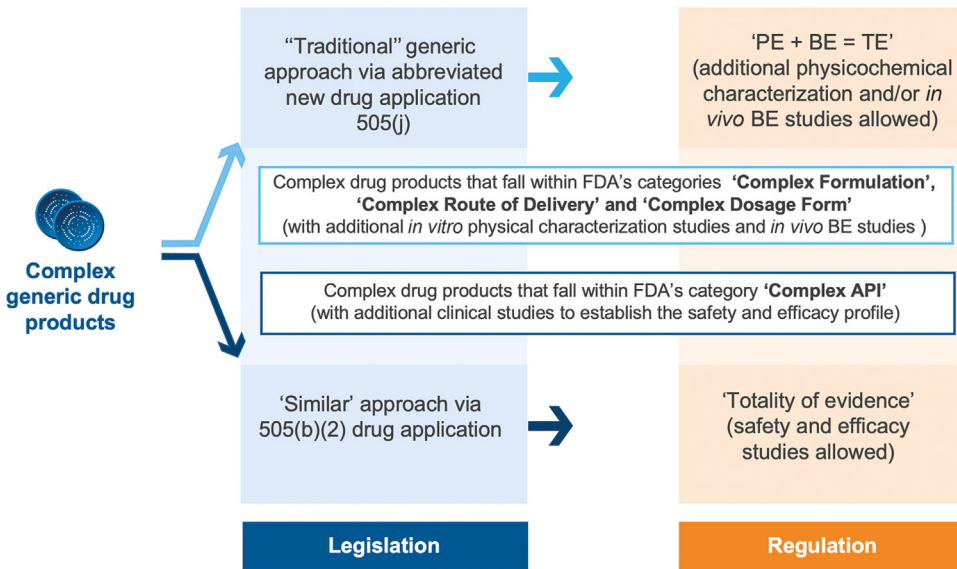 “Traditional” generic
approach via abbreviated
new drug application
505(j)
‘PE + BE = TE’
(additional physicochemical
characterization and/or in
vivo BE studies allowed)
Complex drug products that fall within FDA’s categories ‘Complex Formulation’,
‘Complex Route of Delivery’ and ‘Complex Dosage Form’
(with additional in vitro physical characterization studies and in vivo BE studies )
Complex
generic drug
products
Complex drug products that fall within FDA’s category ‘Complex API’
(with additional clinical studies to establish the safety and efficacy profile)
‘Similar’ approach via
505(b)(2) drug application
‘Totality of evidence’
(safety and efficacy
studies allowed)
Legislation
Regulation